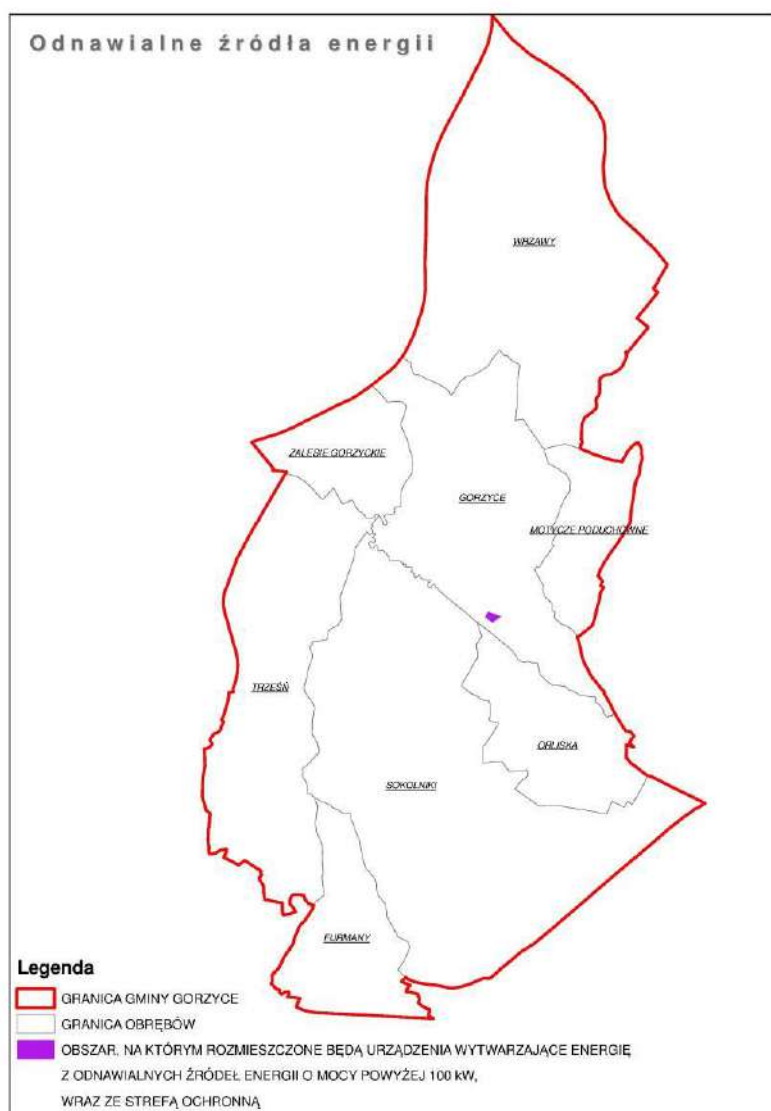 Odnawialne źródła energii
WRZAWY
ZALESIE GORZYCKIE
GORZYCE
MOTYCZE PODUCHOWNE
TRZEŚŃ
ORLISKA
SOKOLNIKI
FURMANY
Legenda
GRANICA GMINY GORZYCE
GRANICA OBRĘBÓW
OBSZAR, NA KTÓRYM ROZMIESZCZONE BĘDĄ URZĄDZENIA WYTWARZAJĄCE ENERGIĘ
Z ODNAWIALNYCH ŹRÓDEŁ ENERGII O MOCY POWYŻEJ 100 kW,
WRAZ ZE STREFĄ OCHRONNĄ